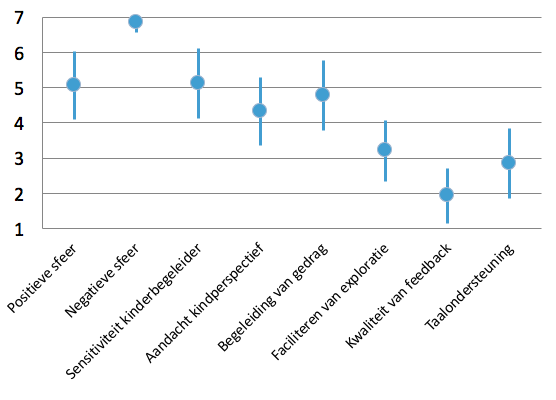 7
6
5
4
3
2
1
Positieve sfeer
Negatieve sfeer
Sensitiviteit kinderbegeleider
Aandacht kindperspectief
Begeleiding van gedrag
Faciliteren van exploratie
Kwaliteit van feedback
Taalondersteuning